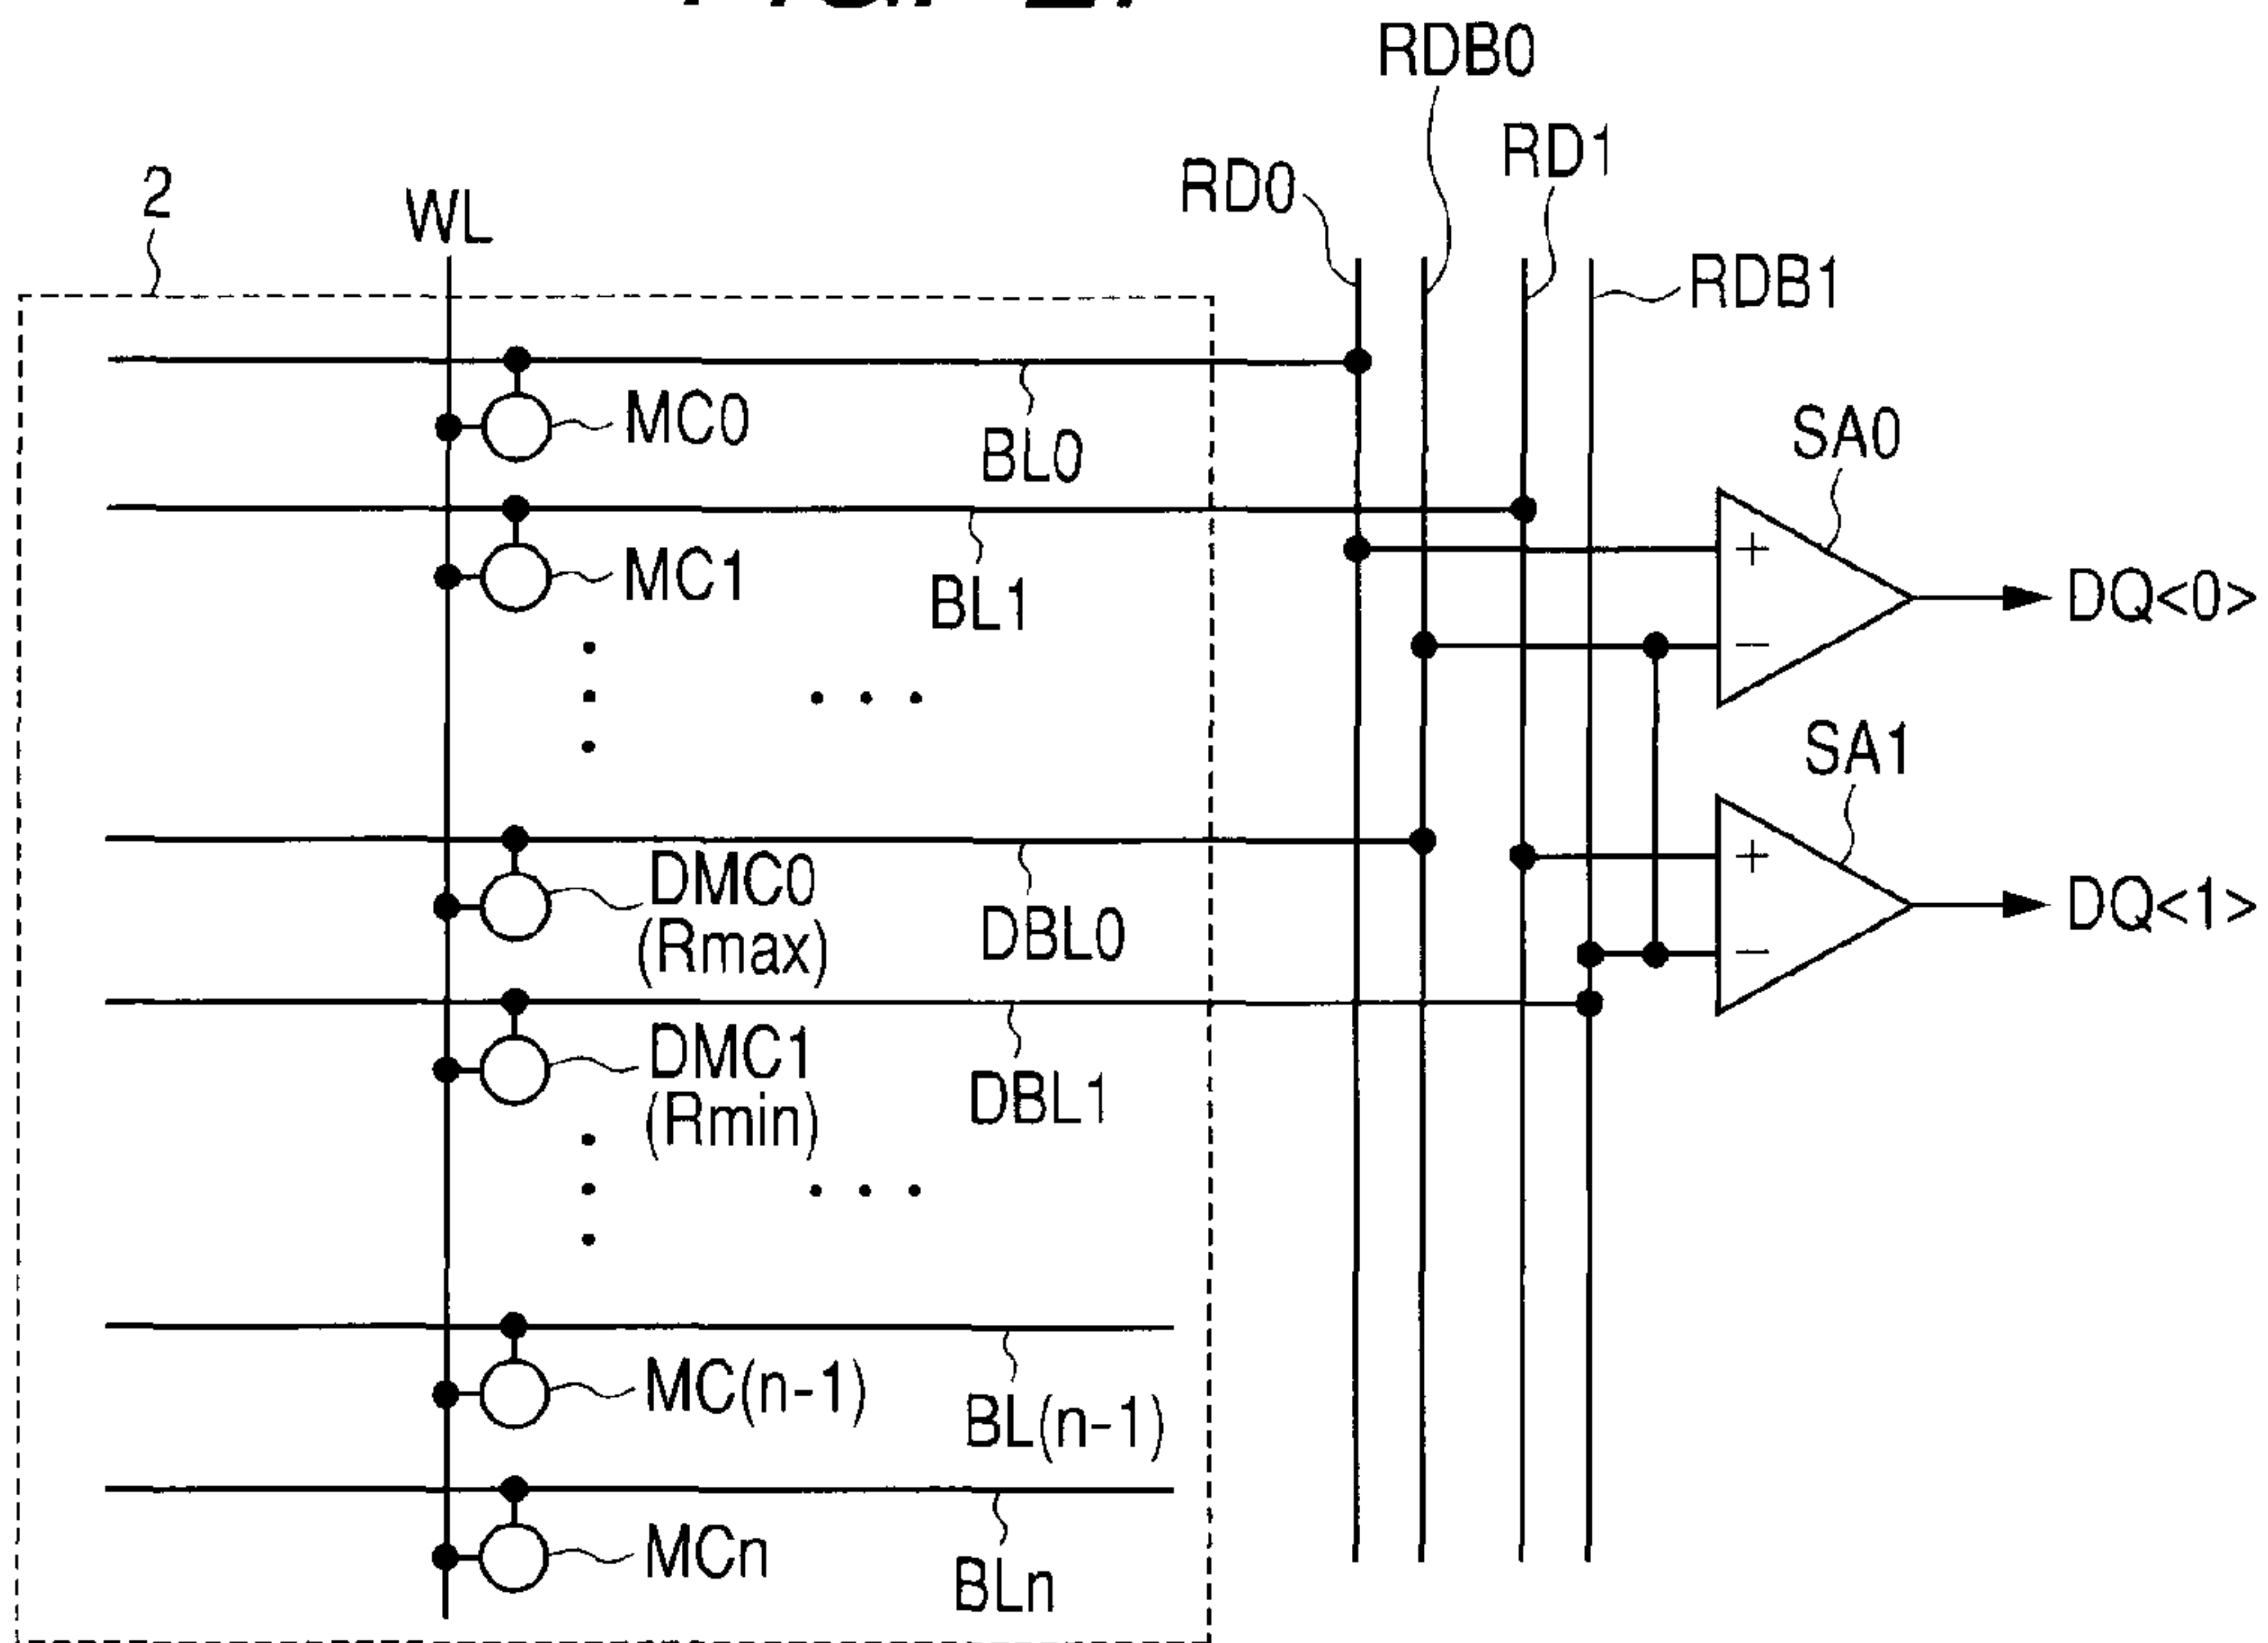 RDB0
RD1
RD0
2
WL
RDB1
MC0
BL0
SA0
+
MC1
BL1
DQ<0>
−
SA1
+
DMC0
(Rmax)
DBL0
DQ<1>
−
DMC1
(Rmin)
DBL1
MC(n-1)
BL(n-1)
MCn
BLn